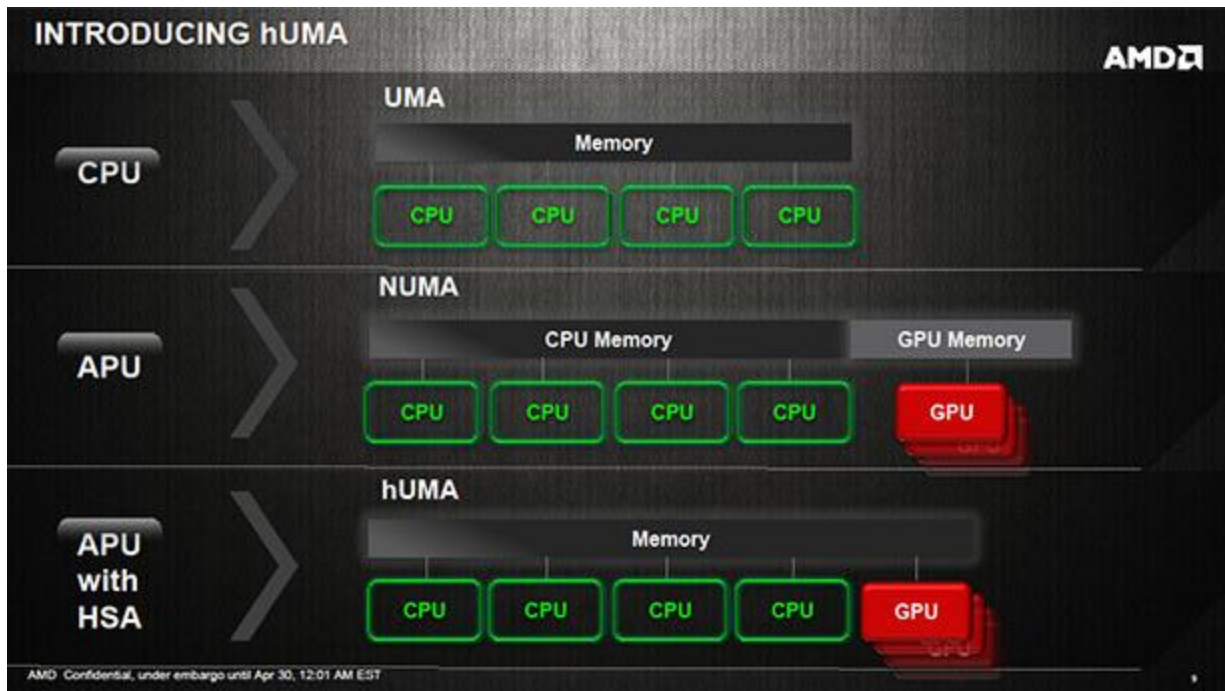 INTRODUCING hUMA
AMD
UMA
Memory
CPU
CPU CPU CPU CPU
NUMA
CPU Memory GPU Memory
APU
CPU CPU CPU CPU GPU
GPU
hUMA
Memory
APU
with
HSA
CPU CPU CPU CPU GPU
GPU
AMD Confidential, under embargo until Apr 30, 12:01 AM EST